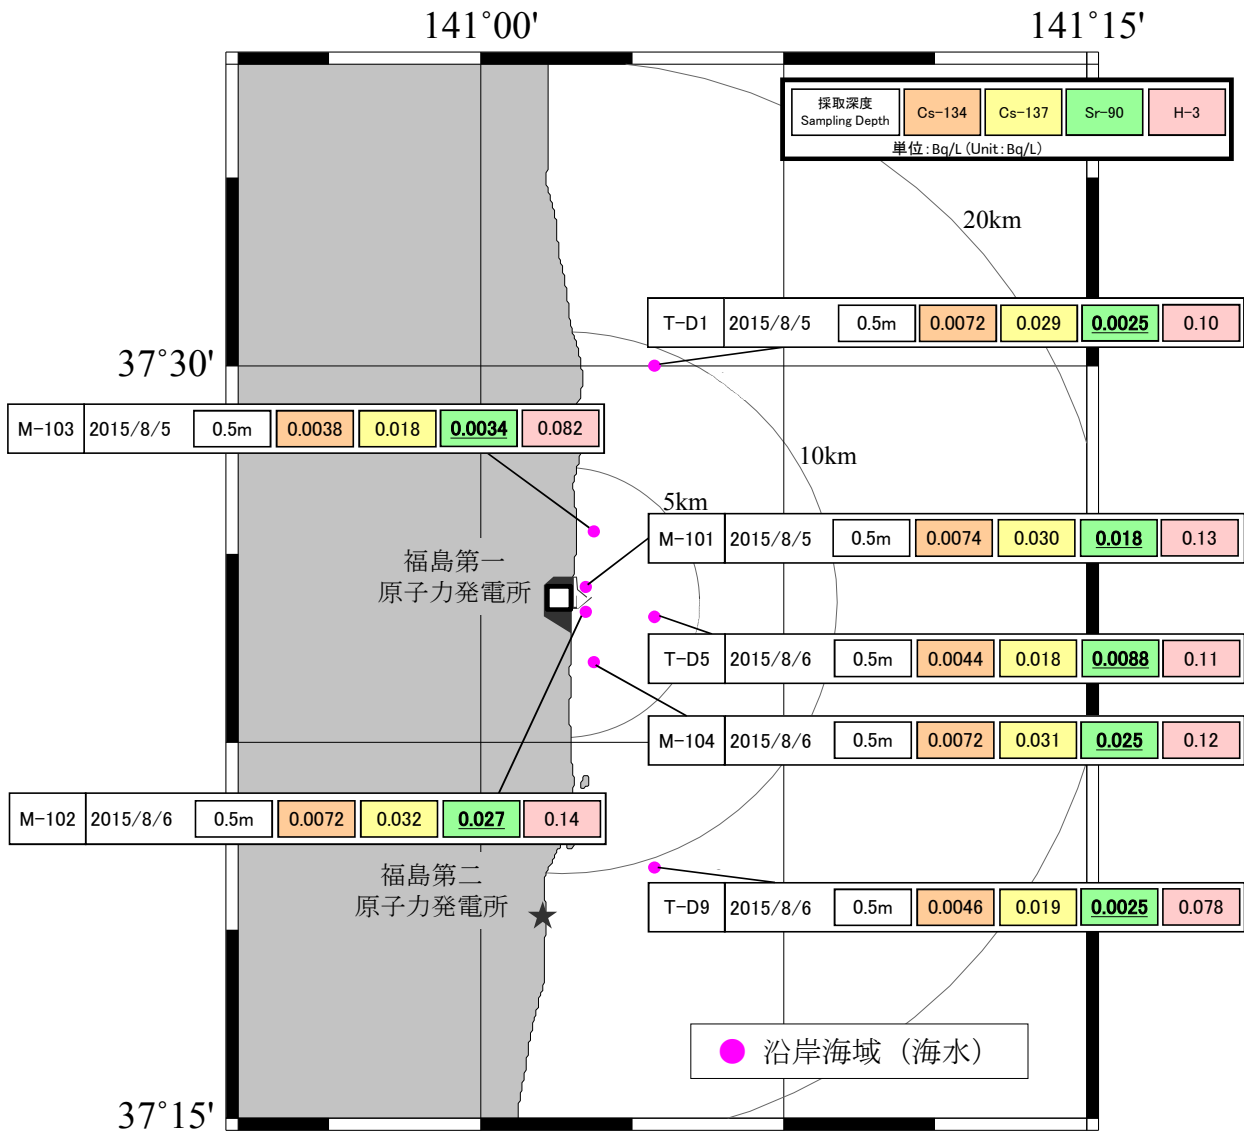 141°00' 141°15'
採取深度 Cs-134 Cs-137 Sr-90 H-3
Sampling Depth
単位:Bq/L (Unit:Bq/L)
20km
T-D1 2015/8/5 0.5m 0.0072 0.029 0.0025 0.10
37°30'
M-103 2015/8/5 0.5m 0.0038 0.018 0.0034 0.082
10km
5km
M-101 2015/8/5 0.5m 0.0074 0.030 0.018 0.13
福島第一
原子力発電所
T-D5 2015/8/6 0.5m 0.0044 0.018 0.0088 0.11
M-104 2015/8/6 0.5m 0.0072 0.031 0.025 0.12
M-102 2015/8/6 0.5m 0.0072 0.032 0.027 0.14
福島第二
原子力発電所
T-D9 2015/8/6 0.5m 0.0046 0.019 0.0025 0.078
沿岸海域(海水)
37°15'